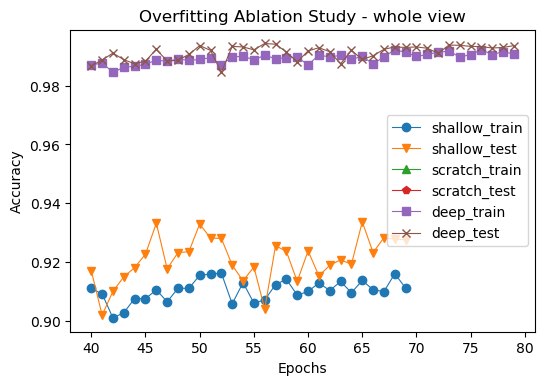 Overfitting Ablation Study - whole view
Accuracy
0.98
0.96
0.94
0.92
0.90
shallow_train
shallow_test
scratch_train
scratch_test
deep_train
deep_test
40 45 50 55 60 65 70 75 80
Epochs